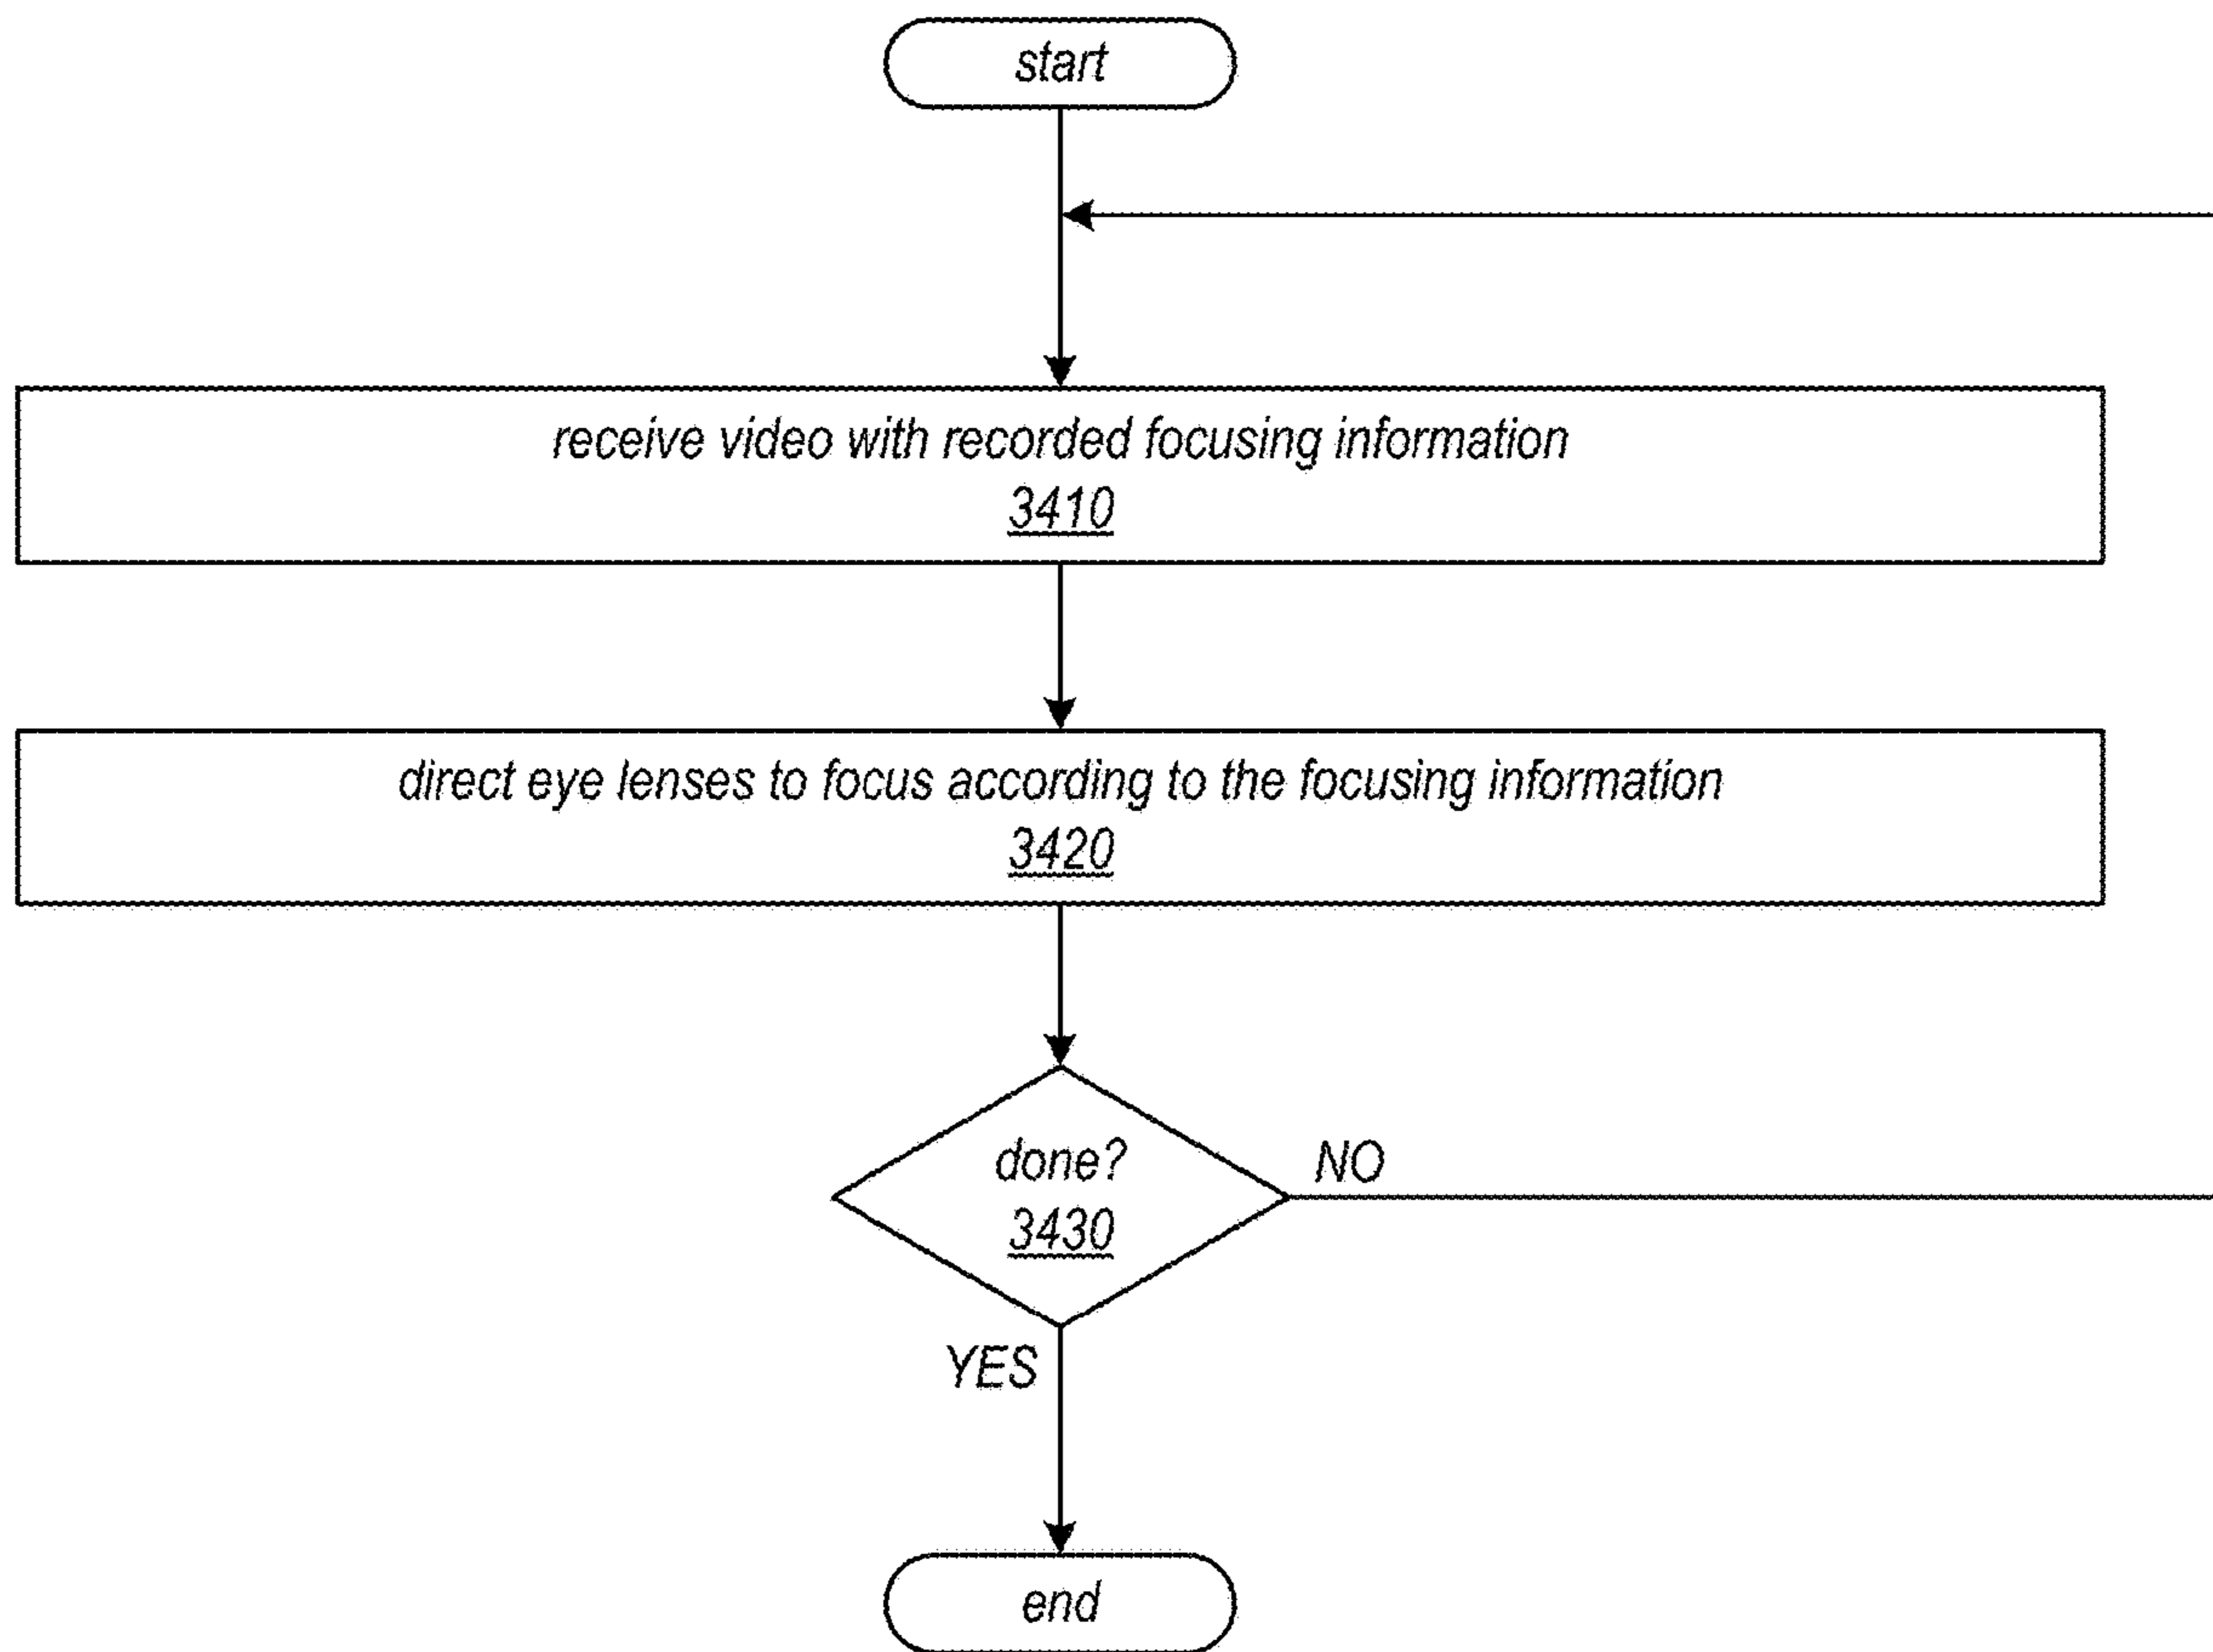 start
receive video with recorded focusing information
3410
direct eye lenses to focus according to the focusing information
3420
done?
3430
NO
YES
end